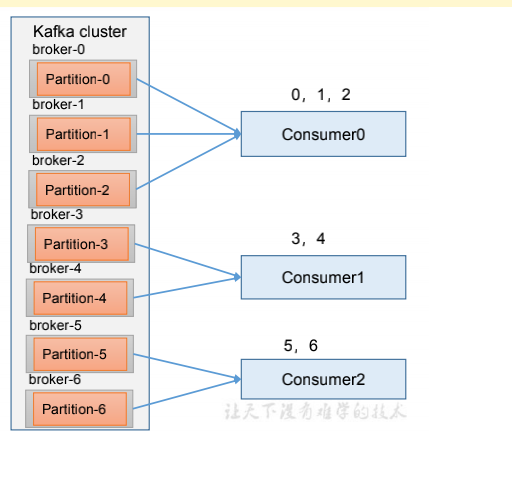 Kafka cluster
broker-0
Partition-0
broker-1
Partition-1
broker-2
Partition-2
broker-3
Partition-3
broker-4
Partition-4
broker-5
Partition-5
broker-6
Partition-6
0，1，2
Consumer0
3，4
Consumer1
5，6
Consumer2
让天下没有难学的技术